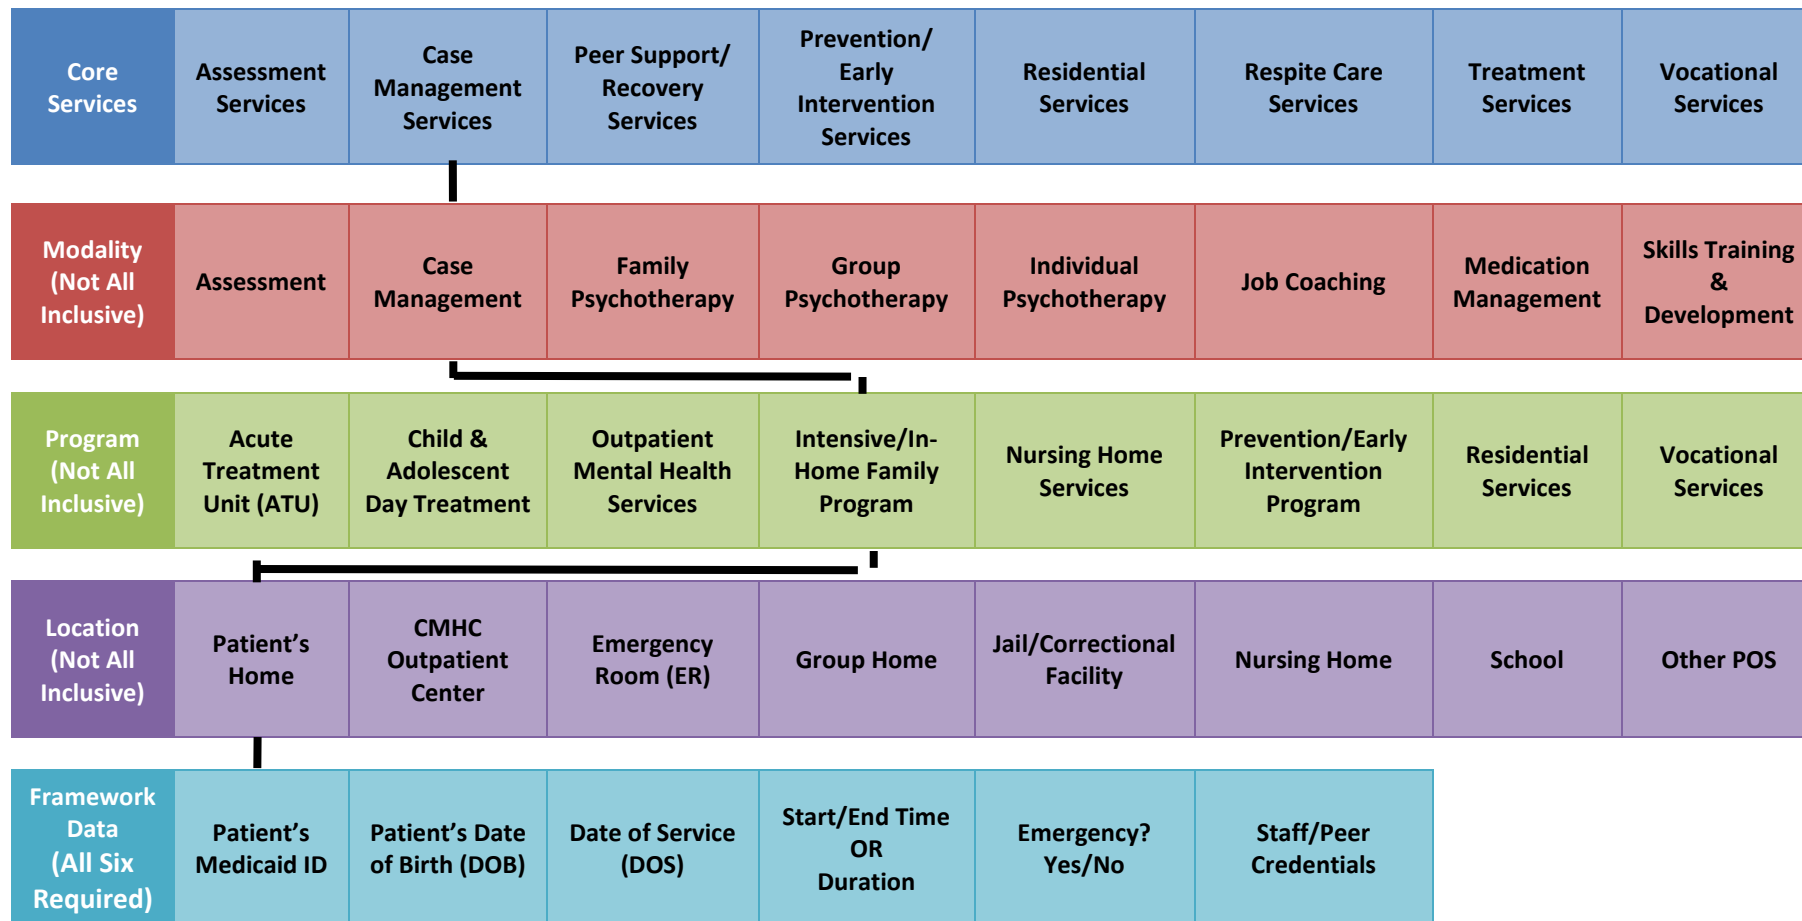 Core
Services
Assessment
Services
Case
Management
Services
Peer Support/
Recovery
Services
Prevention/
Early
Intervention
Services
Residential
Services
Respite Care
Services
Treatment
Services
Vocational
Services
Modality
(Not All
Inclusive)
Assessment
Case
Management
Family
Psychotherapy
Group
Psychotherapy
Individual
Psychotherapy
Job Coaching
Medication
Management
Skills Training
&
Development
Program
(Not All
Inclusive)
Acute
Treatment
Unit (ATU)
Child &
Adolescent
Day Treatment
Outpatient
Mental Health
Services
Intensive/In-
Home Family
Program
Nursing Home
Services
Prevention/Early
Intervention
Program
Residential
Services
Vocational
Services
Location
(Not All
Inclusive)
Patient’s
Home
CMHC
Outpatient
Center
Emergency
Room (ER)
Group Home
Jail/Correctional
Facility
Nursing Home
School
Other POS
Framework
Data
(All Six
Required)
Patient’s
Medicaid ID
Patient’s Date
of Birth (DOB)
Date of Service
(DOS)
Start/End Time
OR
Duration
Emergency?
Yes/No
Staff/Peer
Credentials